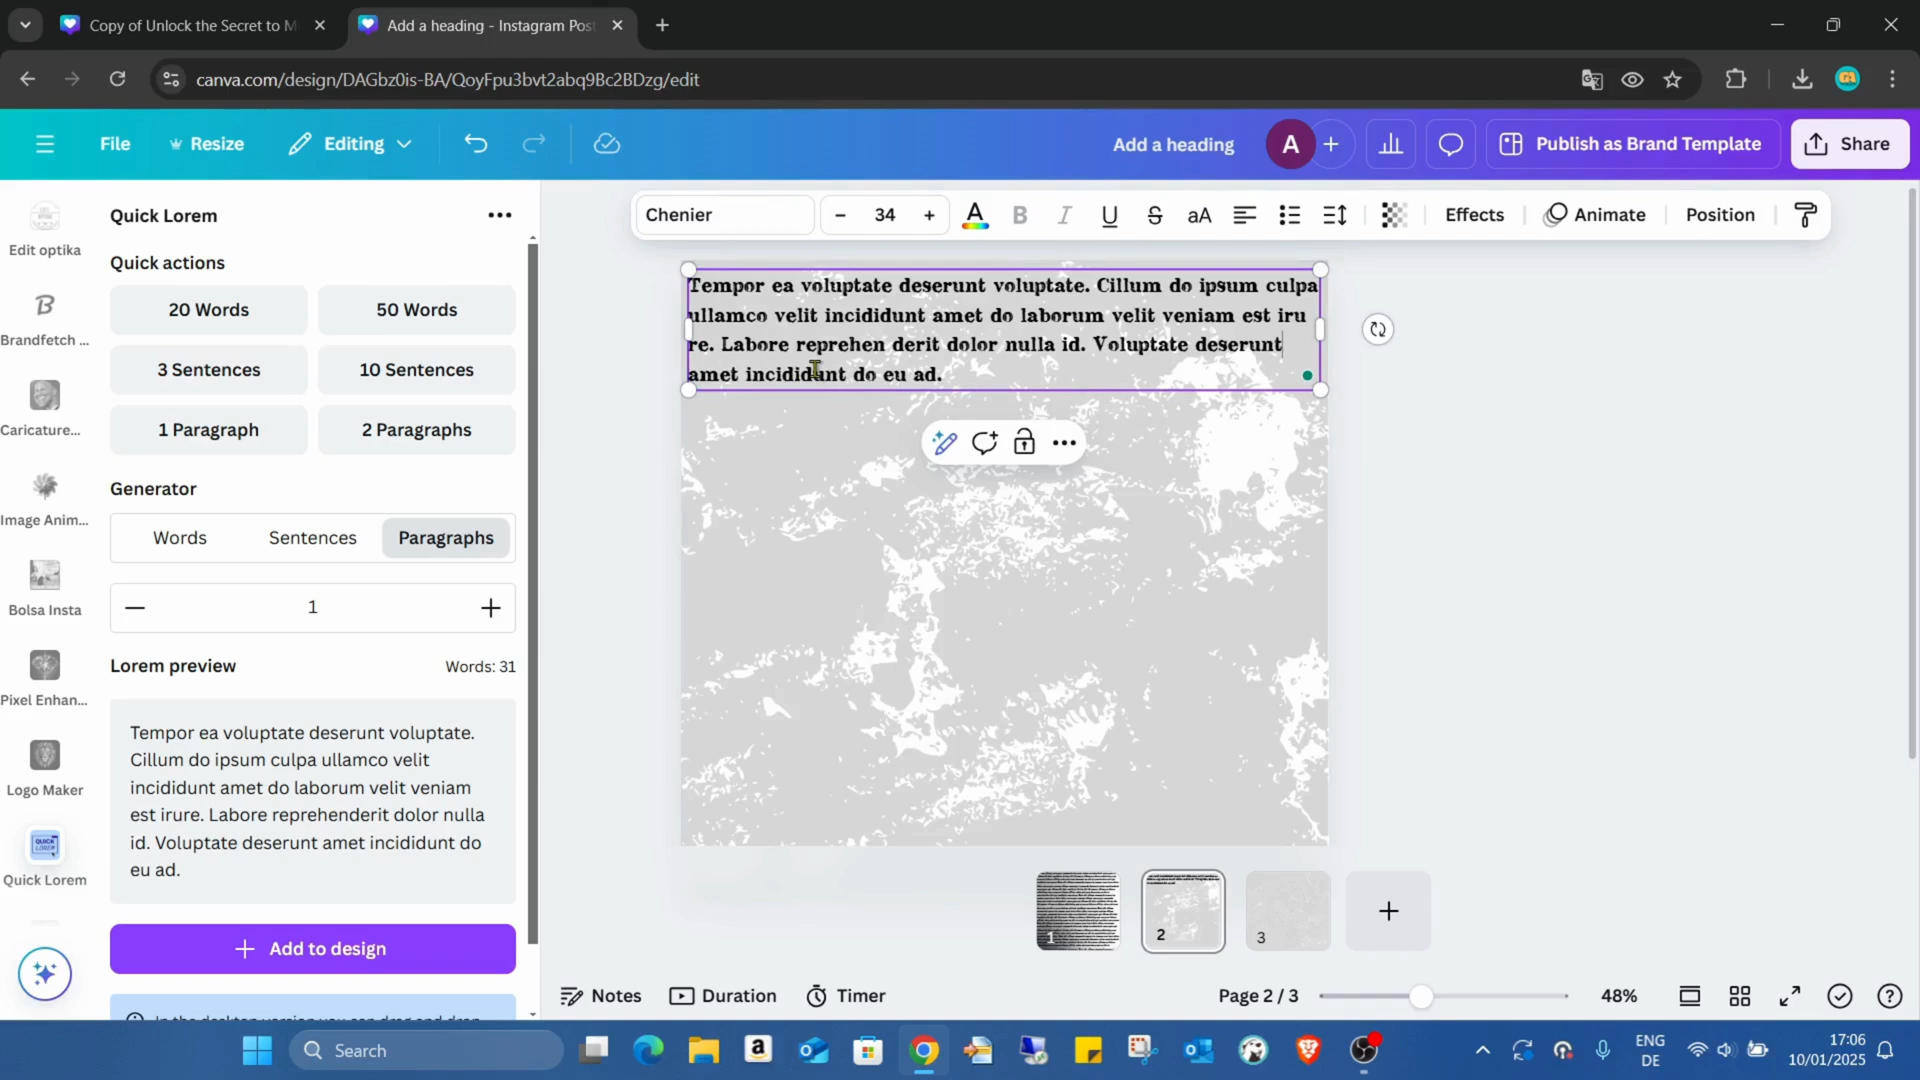 Copy of Unlock the Secret to M
Add a heading - Instagram Post
canva.com/design/DAGbz0is-BA/QoyFpu3bvt2abq9Bc2BDzg/edit
File
Resize
Editing
Add a heading
A
Publish as Brand Template
Share
Edit optika
Brandfetch ...
Caricature...
Image Anim...
Bolsa Insta
Pixel Enhan...
Logo Maker
QUICK
LOREM
Quick Lorem
Quick Lorem
Quick actions
20 Words
50 Words
3 Sentences
10 Sentences
1 Paragraph
2 Paragraphs
Generator
Words
Sentences
Paragraphs
1
Lorem preview
Words: 31
Tempor ea voluptate deserunt voluptate.
Cillum do ipsum culpa ullamco velit
incididunt amet do laborum velit veniam
est irure. Labore reprehenderit dolor nulla
id. Voluptate deserunt amet incididunt do
eu ad.
Add to design
Chenier
34
A
B
I
U
S
aA
Effects
Animate
Position
Tempor ea voluptate deserunt voluptate. Cillum do ipsum culpa
ullamco velit incididunt amet do laborum velit veniam est iru
re. Labore reprehen derit dolor nulla id. Voluptate deserunt
amet incididunt do eu ad.
1
2
3
Notes
Duration
Timer
Page 2 / 3
48%
Search
ENG
DE
17:06
10/01/2025